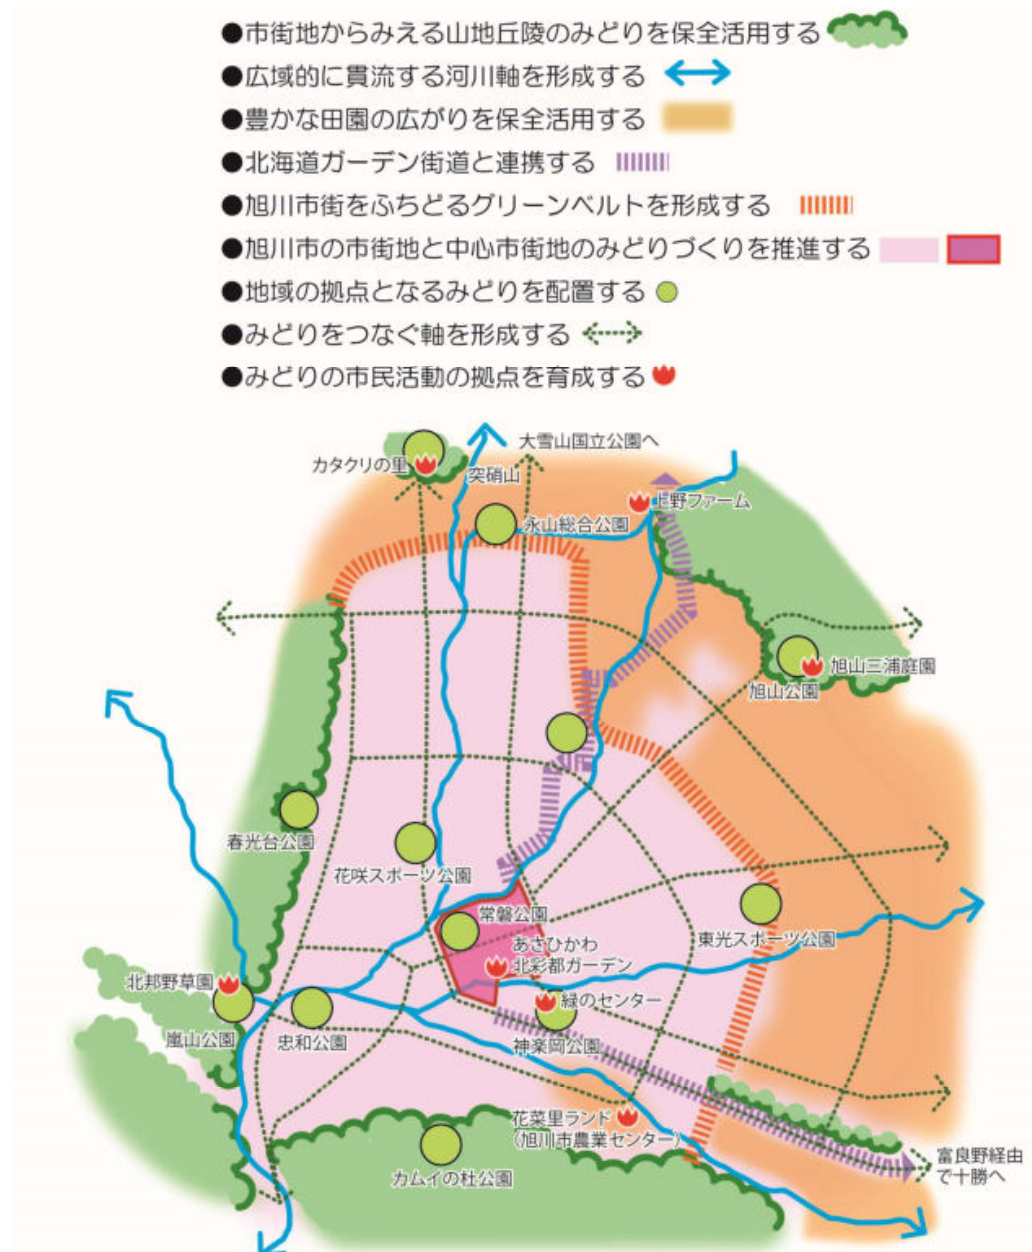 ●市街地からみえる山地丘陵のみどりを保全活用する
●広域的に貫流する河川軸を形成する
●豊かな田園の広がりを保全活用する
●北海道ガーデン街道と連携する
●旭川市街をふちどるグリーンベルトを形成する
●旭川市の市街地と中心市街地のみどりづくりを推進する
●地域の拠点となるみどりを配置する
●みどりをつなぐ軸を形成する
●みどりの市民活動の拠点を育成する
大雪山国立公園へ
カタクリの里
突硝山
上野ファーム
永山総合公園
旭山三浦庭園
旭山公園
春光台公園
花咲スポーツ公園
常磐公園
東光スポーツ公園
あさひかわ
北彩都ガーデン
北邦野草園
緑のセンター
嵐山公園
忠和公園
神楽岡公園
花菜里ランド
(旭川市農業センター)
富良野経由
で十勝へ
カムイの杜公園